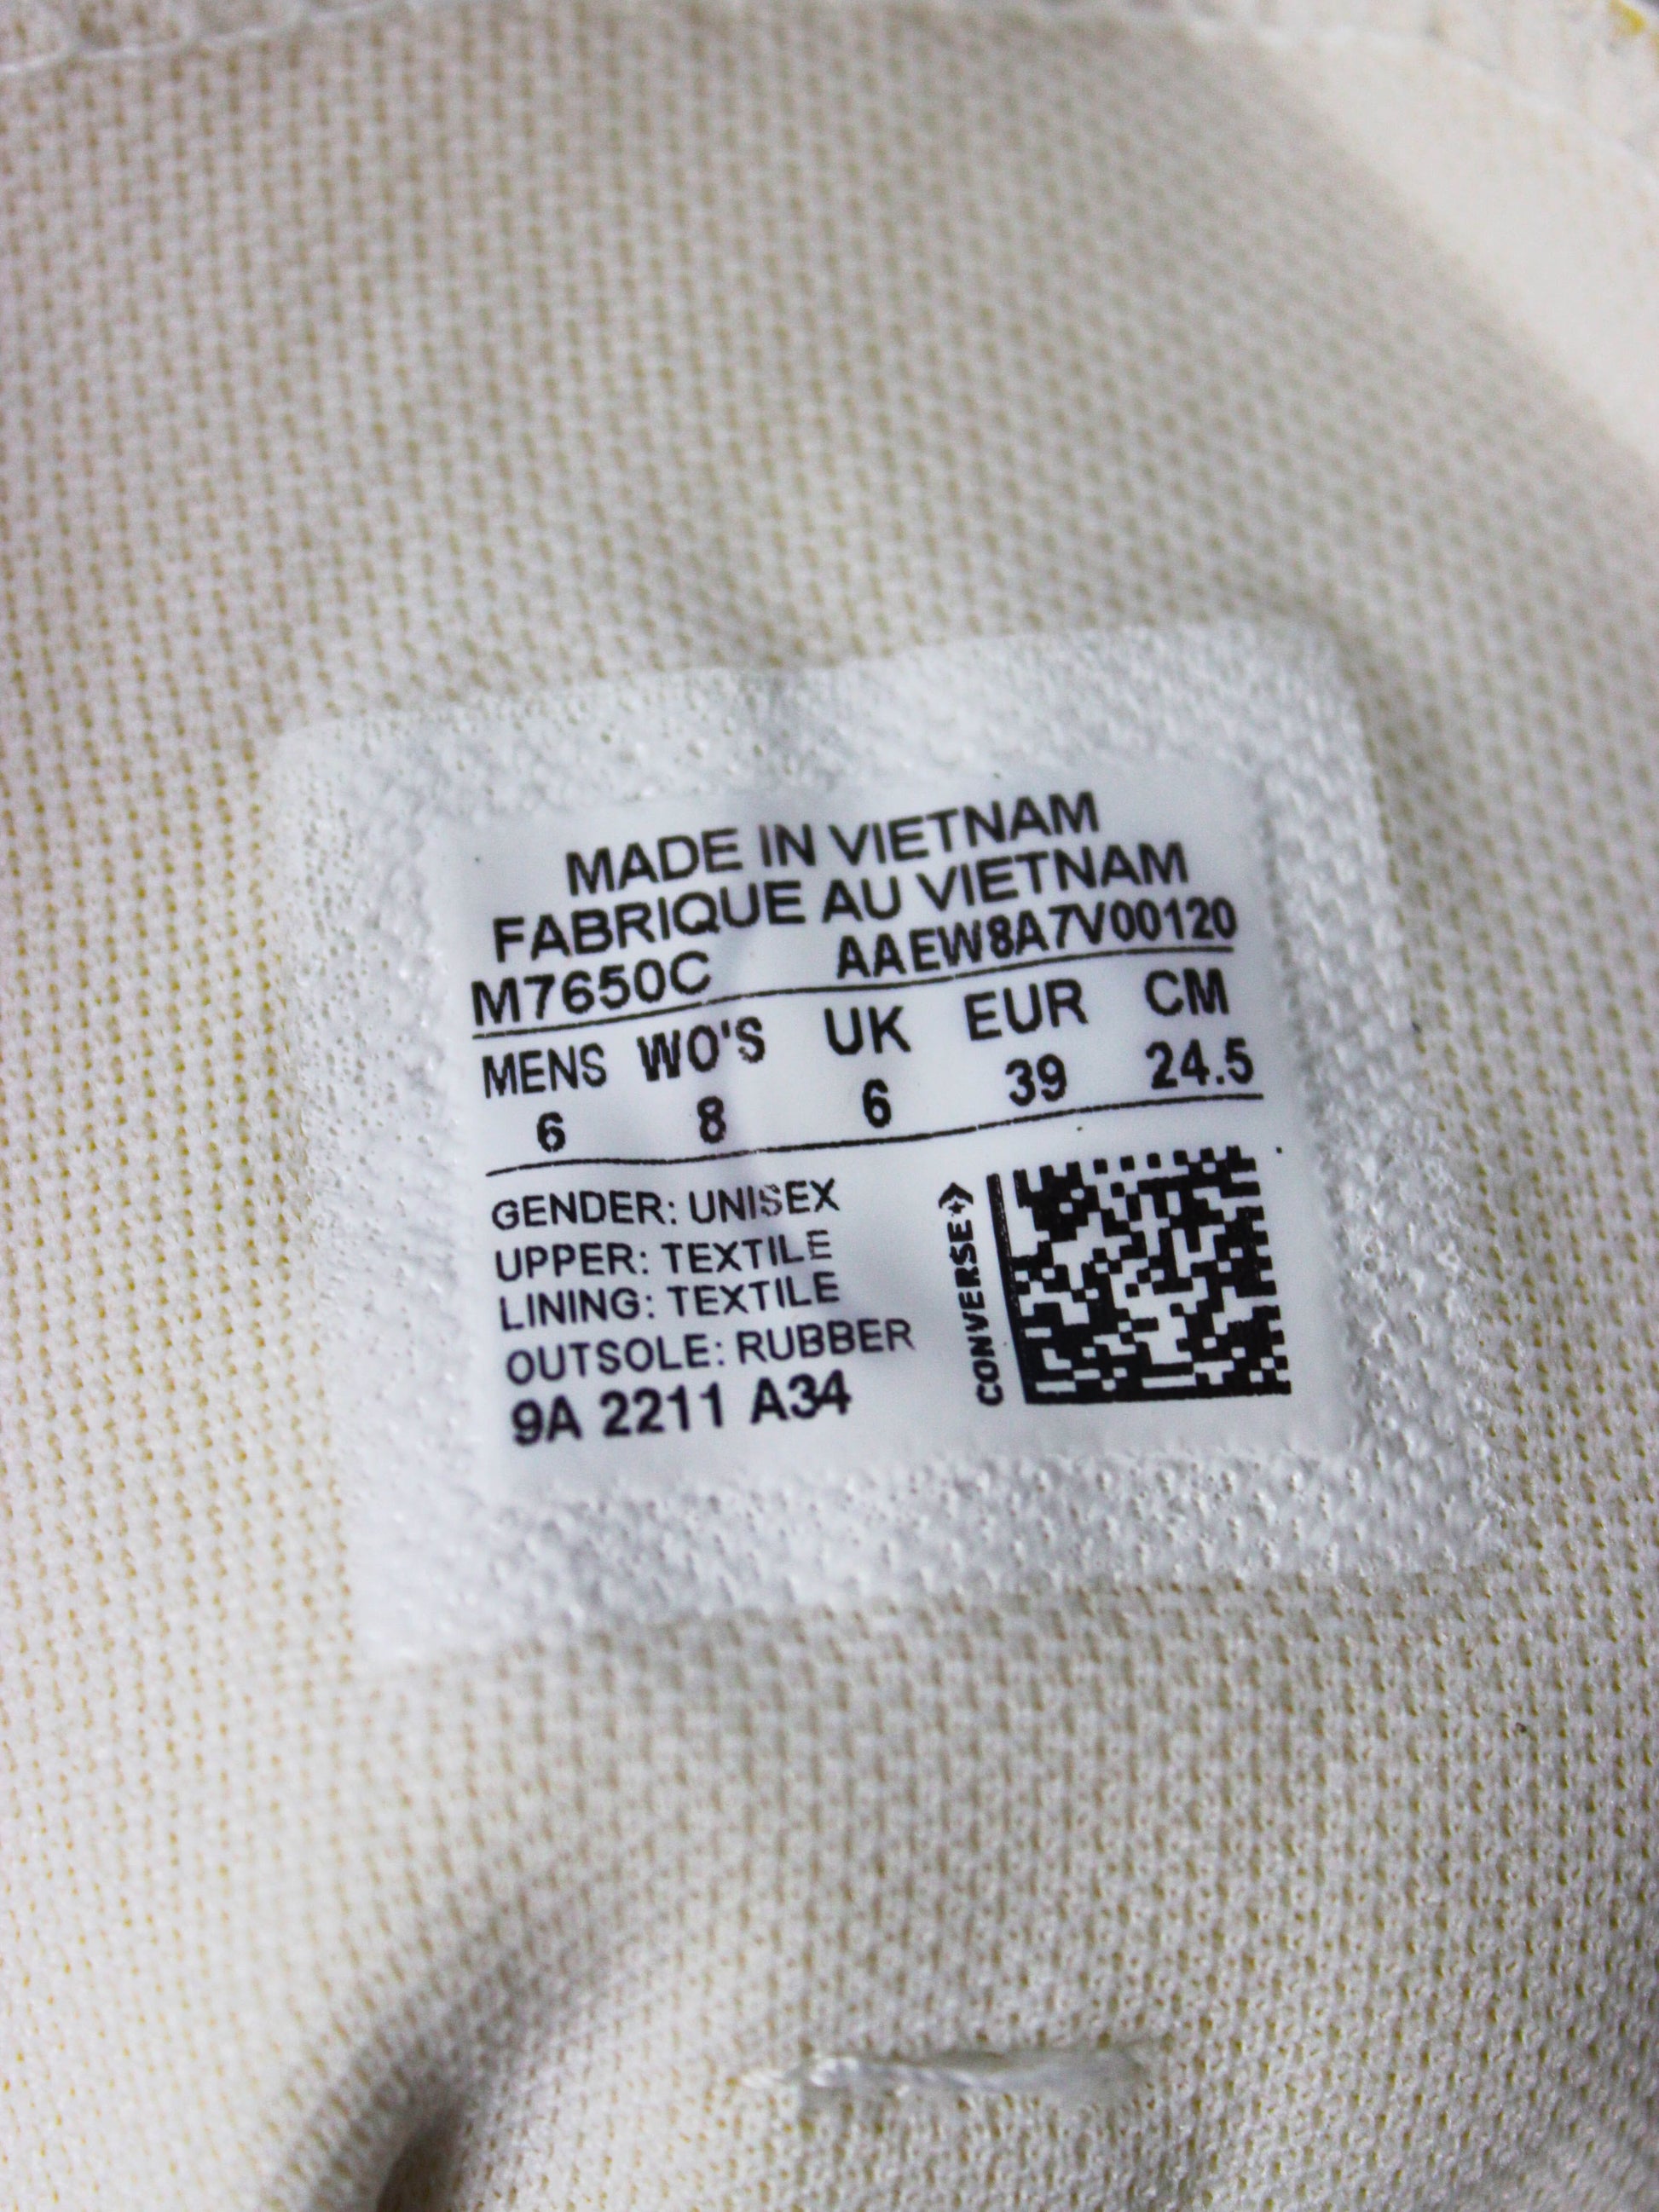 MADE IN VIETNAM
FABRIQUE AU VIETNAM
M7650C AAEW8A7V00120
MENS WO'S UK EUR CM
6 8 6 39 24.5
GENDER: UNISEX
UPPER: TEXTILE
LINING: TEXTILE
OUTSOLE: RUBBER
9A 2211 A34
CONVERSE